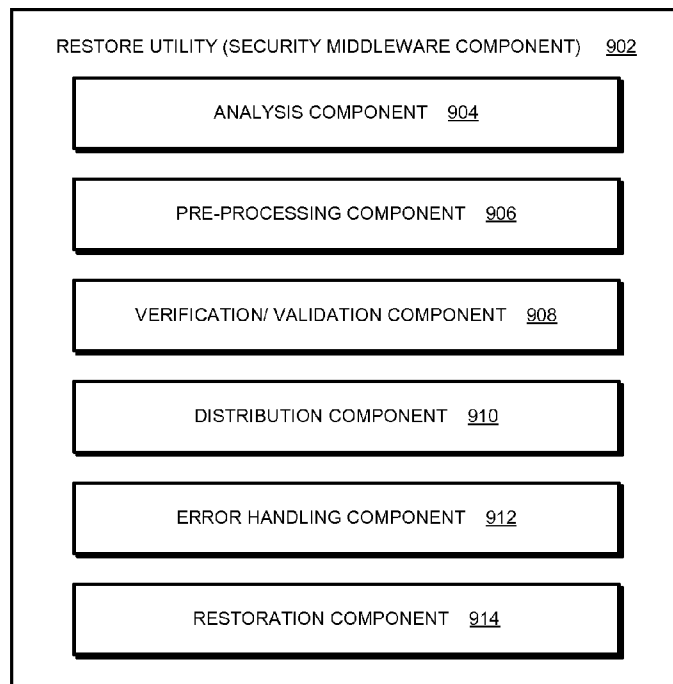 RESTORE UTILITY (SECURITY MIDDLEWARE COMPONENT) 902
ANALYSIS COMPONENT 904
PRE-PROCESSING COMPONENT 906
VERIFICATION/ VALIDATION COMPONENT 908
DISTRIBUTION COMPONENT 910
ERROR HANDLING COMPONENT 912
RESTORATION COMPONENT 914